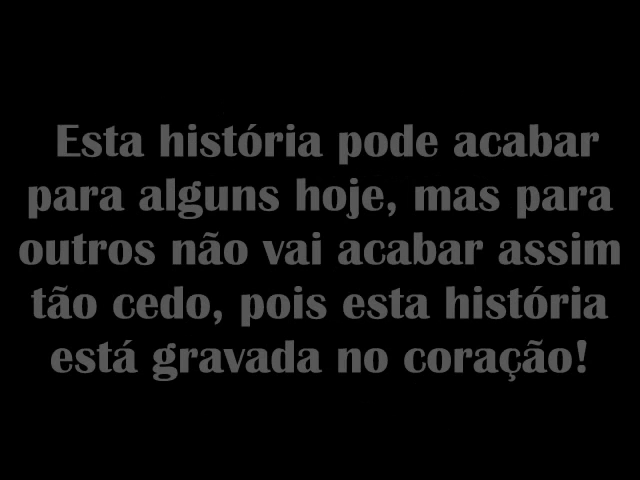 Esta história pode acabar
para alguns hoje, mas para
outros não vai acabar assim
tão cedo, pois esta história
está gravada no coração!